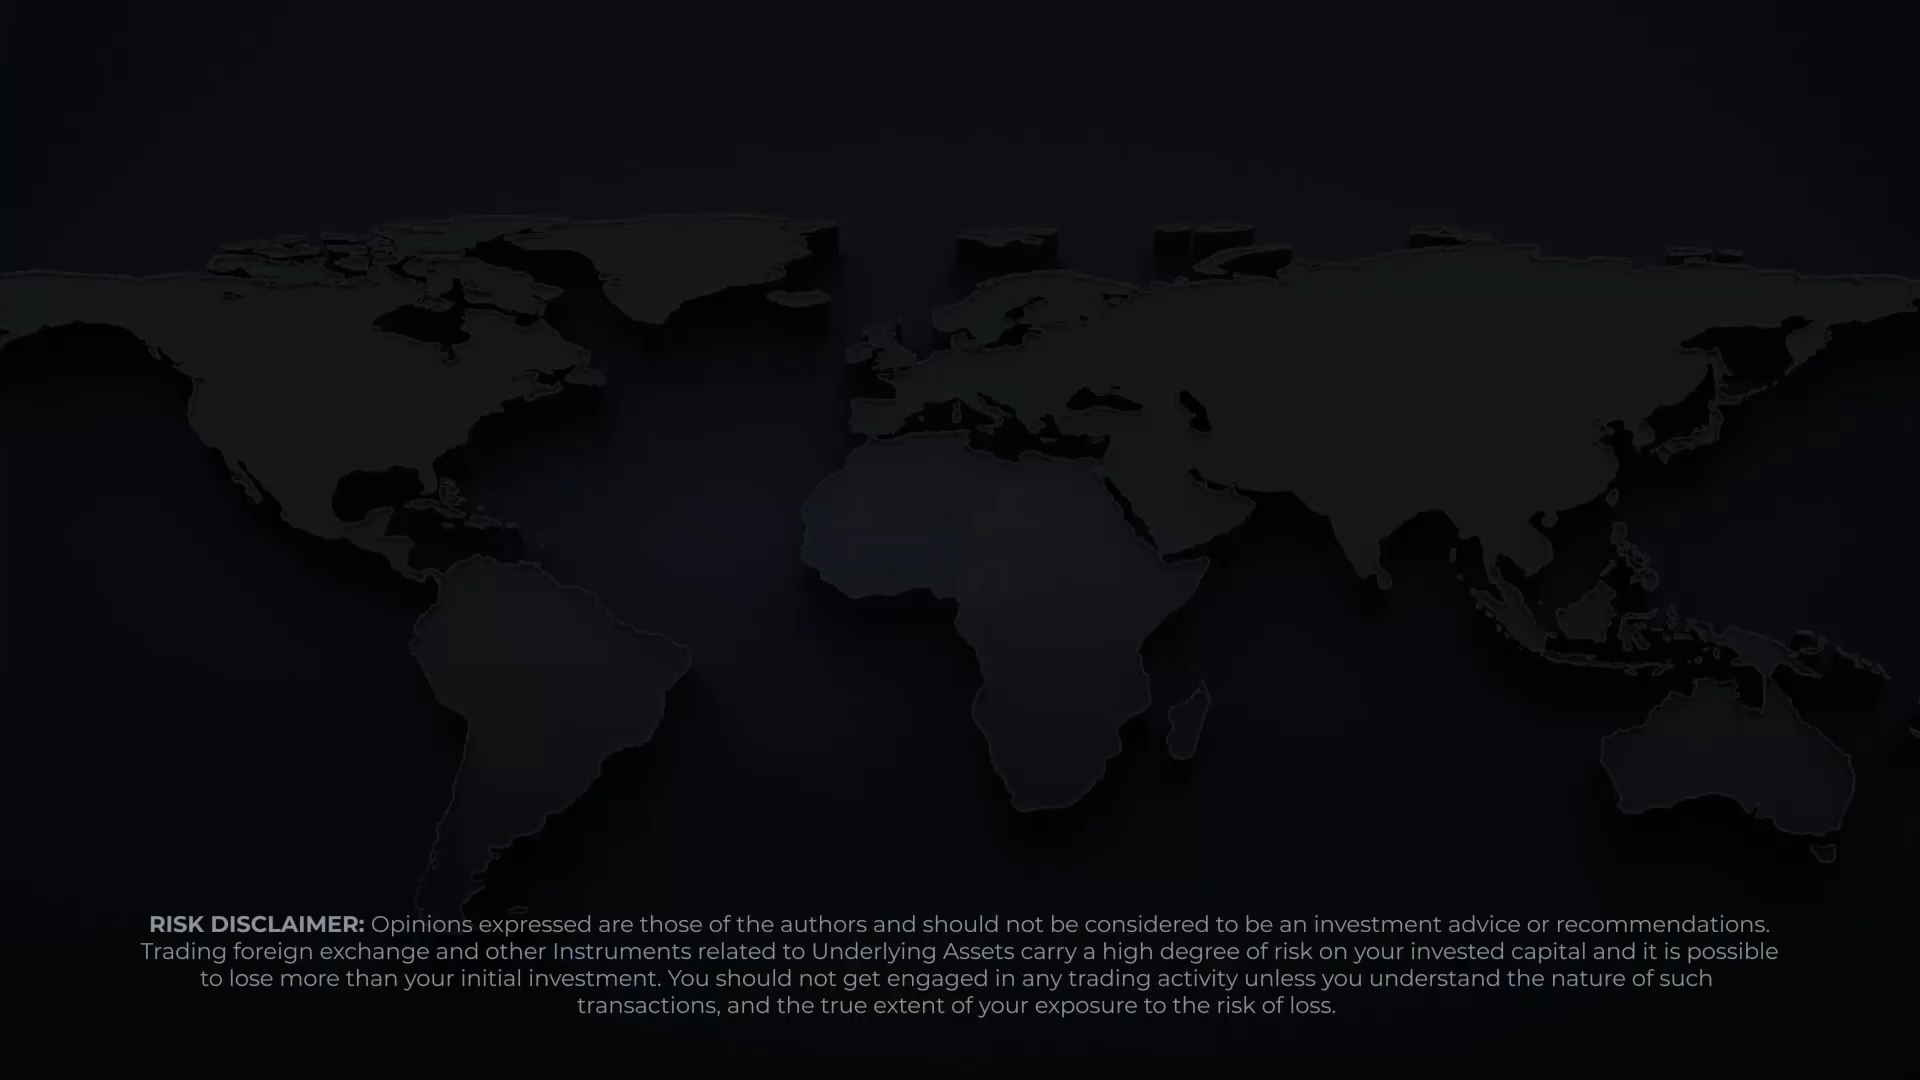 RISK DISCLAIMER: Opinions expressed are those of the authors and should not be considered to be an investment advice or recommendations.
Trading foreign exchange and other Instruments related to Underlying Assets carry a high degree of risk on your invested capital and it is possible
to lose more than your initial investment. You should not get engaged in any trading activity unless you understand the nature of such
transactions, and the true extent of your exposure to the risk of loss.